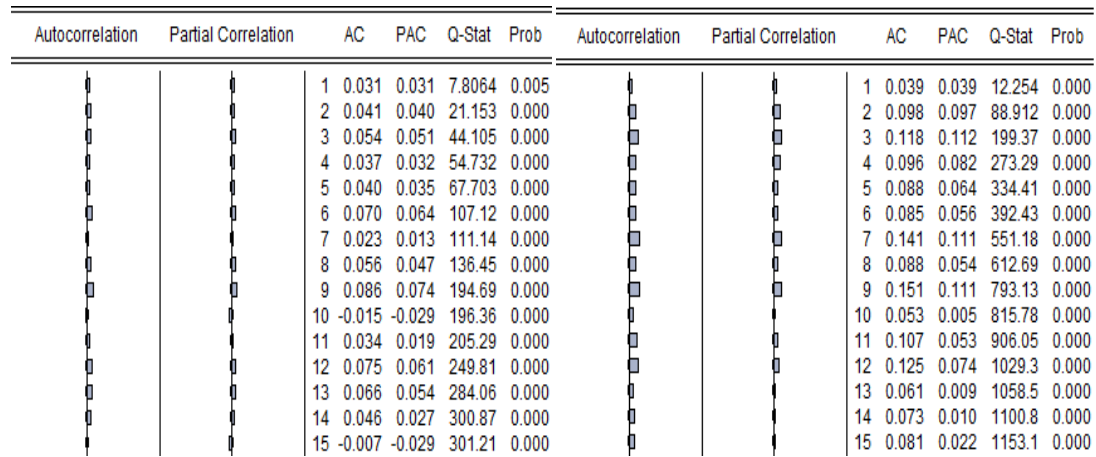 Autocorrelation Partial Correlation AC PAC Q-Stat Prob
1 0.031 0.031 7.8064 0.005
2 0.041 0.040 21.153 0.000
3 0.054 0.051 44.105 0.000
4 0.037 0.032 54.732 0.000
5 0.040 0.035 67.703 0.000
6 0.070 0.064 107.12 0.000
7 0.023 0.013 111.14 0.000
8 0.056 0.047 136.45 0.000
9 0.086 0.074 194.69 0.000
10 -0.015 -0.029 196.36 0.000
11 0.034 0.019 205.29 0.000
12 0.075 0.061 249.81 0.000
13 0.066 0.054 284.06 0.000
14 0.046 0.027 300.87 0.000
15 -0.007 -0.029 301.21 0.000
Autocorrelation Partial Correlation AC PAC Q-Stat Prob
1 0.039 0.039 12.254 0.000
2 0.098 0.097 88.912 0.000
3 0.118 0.112 199.37 0.000
4 0.096 0.082 273.29 0.000
5 0.088 0.064 334.41 0.000
6 0.085 0.056 392.43 0.000
7 0.141 0.111 551.18 0.000
8 0.088 0.054 612.69 0.000
9 0.151 0.111 793.13 0.000
10 0.053 0.005 815.78 0.000
11 0.107 0.053 906.05 0.000
12 0.125 0.074 1029.3 0.000
13 0.061 0.009 1058.5 0.000
14 0.073 0.010 1100.8 0.000
15 0.081 0.022 1153.1 0.000